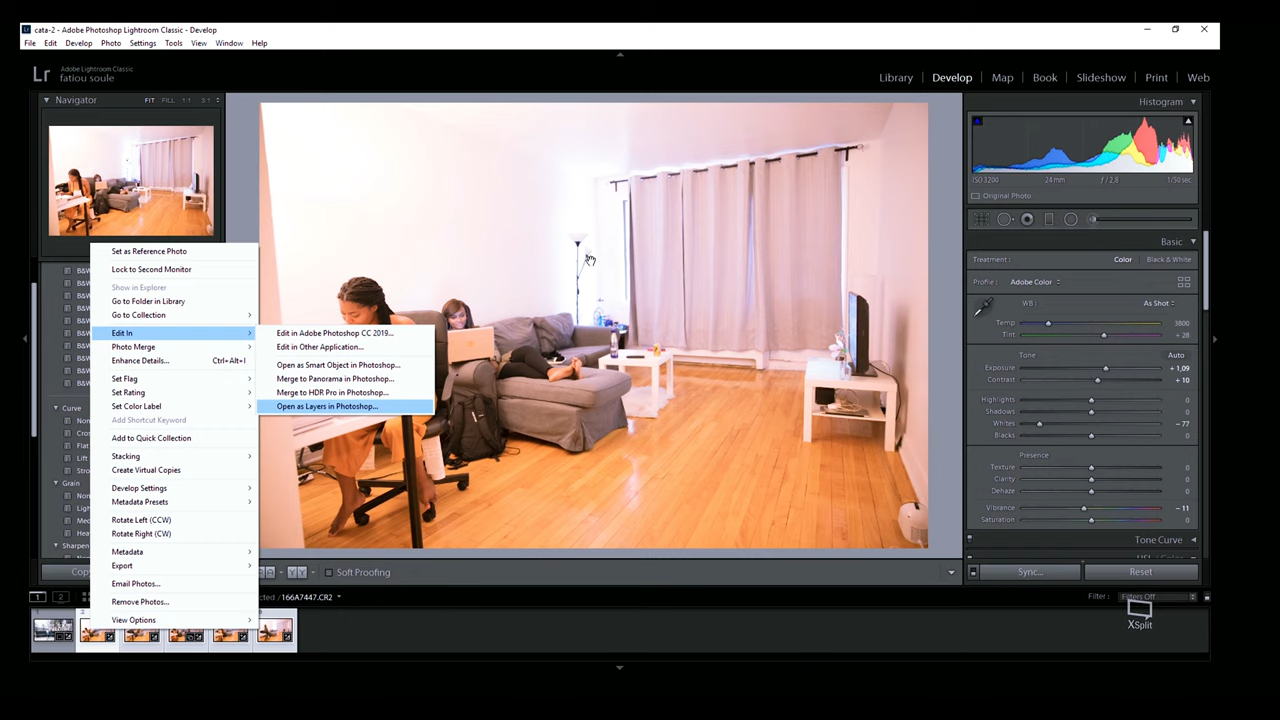 cata-2 - Adobe Photoshop Lightroom Classic - Develop
File Edit Develop Photo Settings Tools View Window Help
Lr Adobe Lightroom Classic
fatiou soule
Library | Develop | Map | Book | Slideshow | Print | Web
Navigator FIT FILL 1:1 3:1
Histogram
ISO 3200 24mm f / 2,8 1/50 sec
Original Photo
Basic
Treatment: Color Black & White
Profile: Adobe Color
WB: As Shot
Temp 3800
Tint + 28
Tone Auto
Exposure + 1,09
Contrast + 10
Highlights 0
Shadows 0
Whites − 77
Blacks 0
Presence
Texture 0
Clarity 0
Dehaze 0
Vibrance − 11
Saturation 0
Tone Curve
Sync...
Reset
Set as Reference Photo
Lock to Second Monitor
Show in Explorer
Go to Folder in Library
Go to Collection
Edit In
Photo Merge
Enhance Details... Ctrl+Alt+I
Set Flag
Set Rating
Set Color Label
Add Shortcut Keyword
Add to Quick Collection
Stacking
Create Virtual Copies
Develop Settings
Metadata Presets
Rotate Left (CCW)
Rotate Right (CW)
Metadata
Export
Email Photos...
Remove Photos...
View Options
Edit in Adobe Photoshop CC 2019...
Edit in Other Application...
Open as Smart Object in Photoshop...
Merge to Panorama in Photoshop...
Merge to HDR Pro in Photoshop...
Open as Layers in Photoshop...
B&W
B&W
B&W
B&W
B&W
B&W
B&W
B&W
Curve
Grain
Sharpen
Soft Proofing
1 2
/166A7447.CR2
Filter : Filters Off
XSplit